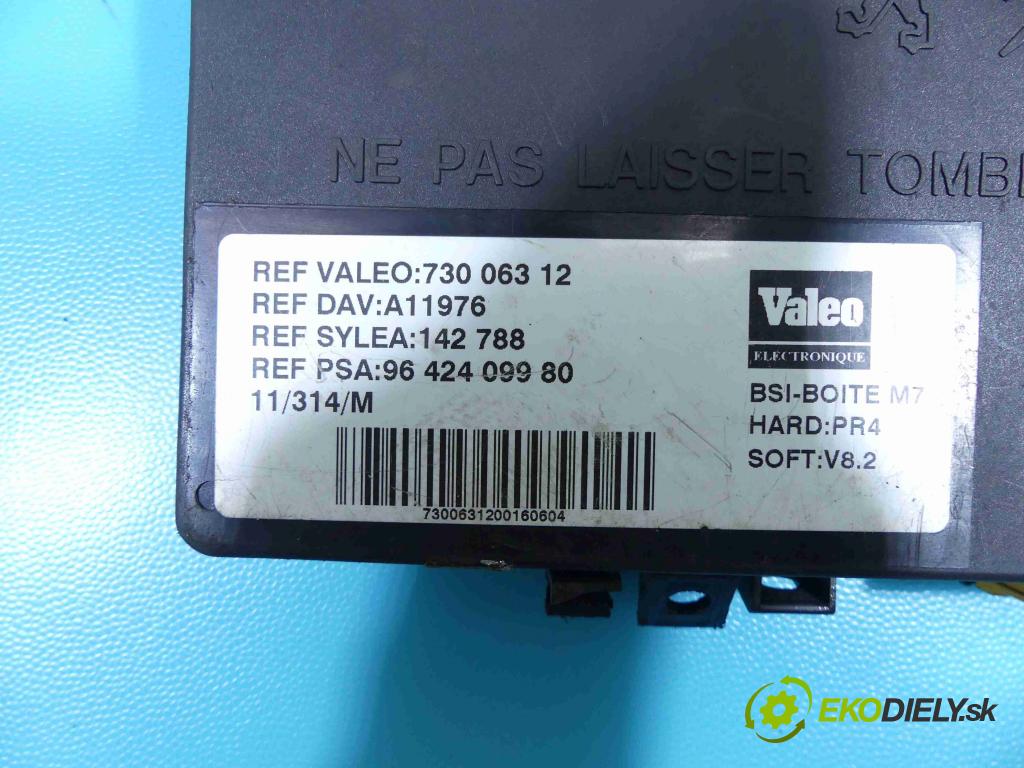 NE PAS LAISSER TOMBE
REF VALEO:730 063 12
REF DAV:A11976
REF SYLEA:142 788
REF PSA:96 424 099 80
11/314/M
7300631200160604
Valeo
ELECTRONIQUE
BSI-BOITE M7
HARD:PR4
SOFT:V8.2
EKODIELY.sk